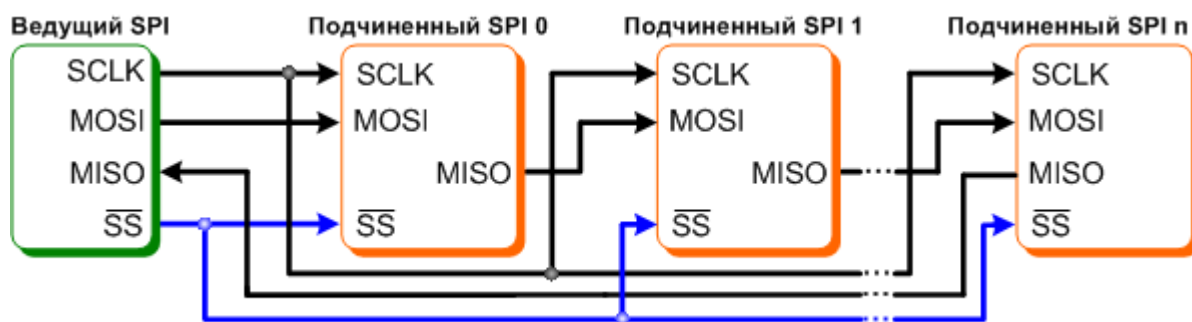 Ведущий SPI
Подчиненный SPI 0
Подчиненный SPI 1
Подчиненный SPI n
SCLK
MOSI
MISO
SS
SCLK
MOSI
MISO
SS
SCLK
MOSI
MISO
SS
SCLK
MOSI
MISO
SS